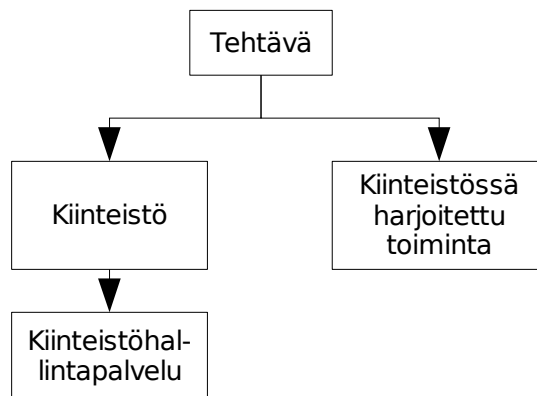 Tehtävä
Kiinteistö
Kiinteistössä
harjoitettu
toiminta
Kiinteistöhal-
lintapalvelu